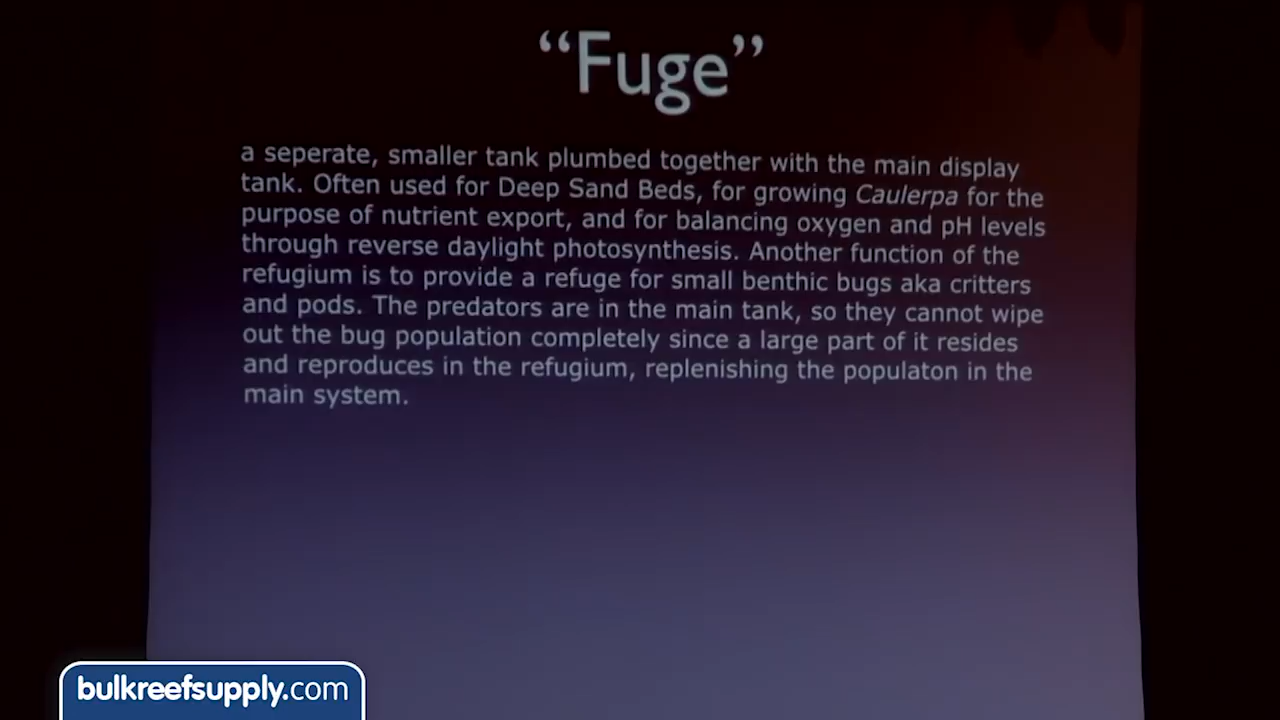 “Fuge”
a seperate, smaller tank plumbed together with the main display
tank. Often used for Deep Sand Beds, for growing Caulerpa for the
purpose of nutrient export, and for balancing oxygen and pH levels
through reverse daylight photosynthesis. Another function of the
refugium is to provide a refuge for small benthic bugs aka critters
and pods. The predators are in the main tank, so they cannot wipe
out the bug population completely since a large part of it resides
and reproduces in the refugium, replenishing the populaton in the
main system.
bulkreefsupply.com